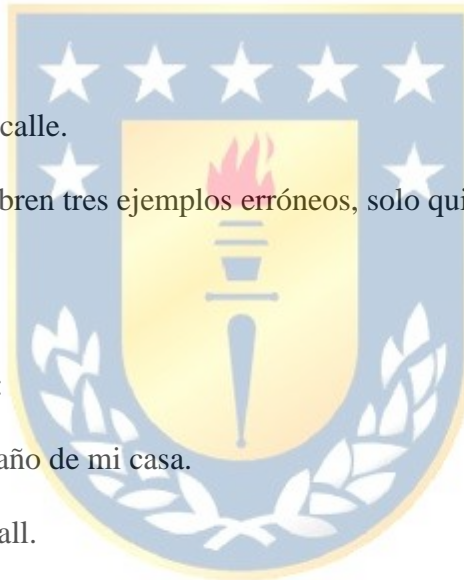 calle.
bren tres ejemplos erróneos, solo qui
:
año de mi casa.
all.